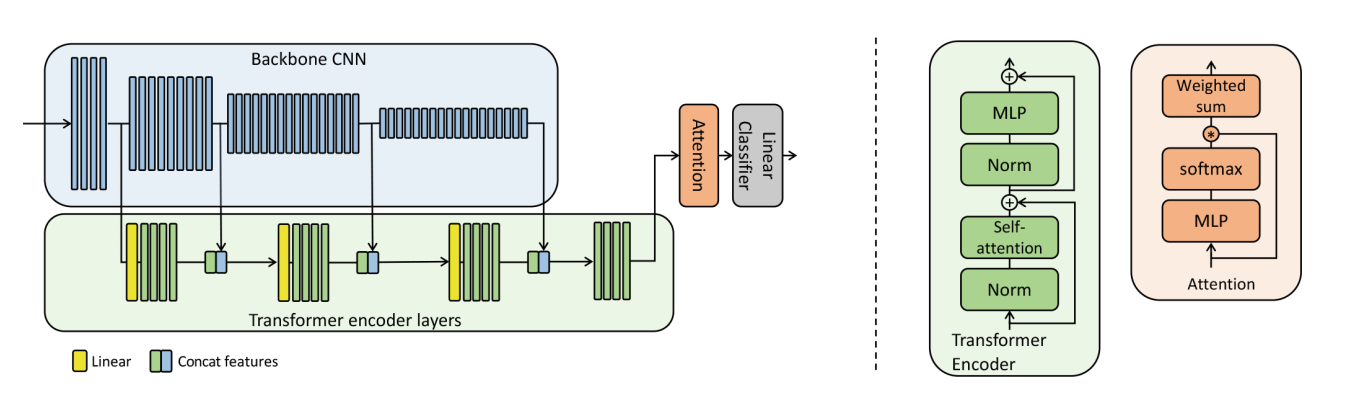 Backbone CNN
Transformer encoder layers
Linear
Concat features
Attention
Linear
Classifier
MLP
Norm
Self-
attention
Norm
Transformer
Encoder
Weighted
sum
softmax
MLP
Attention